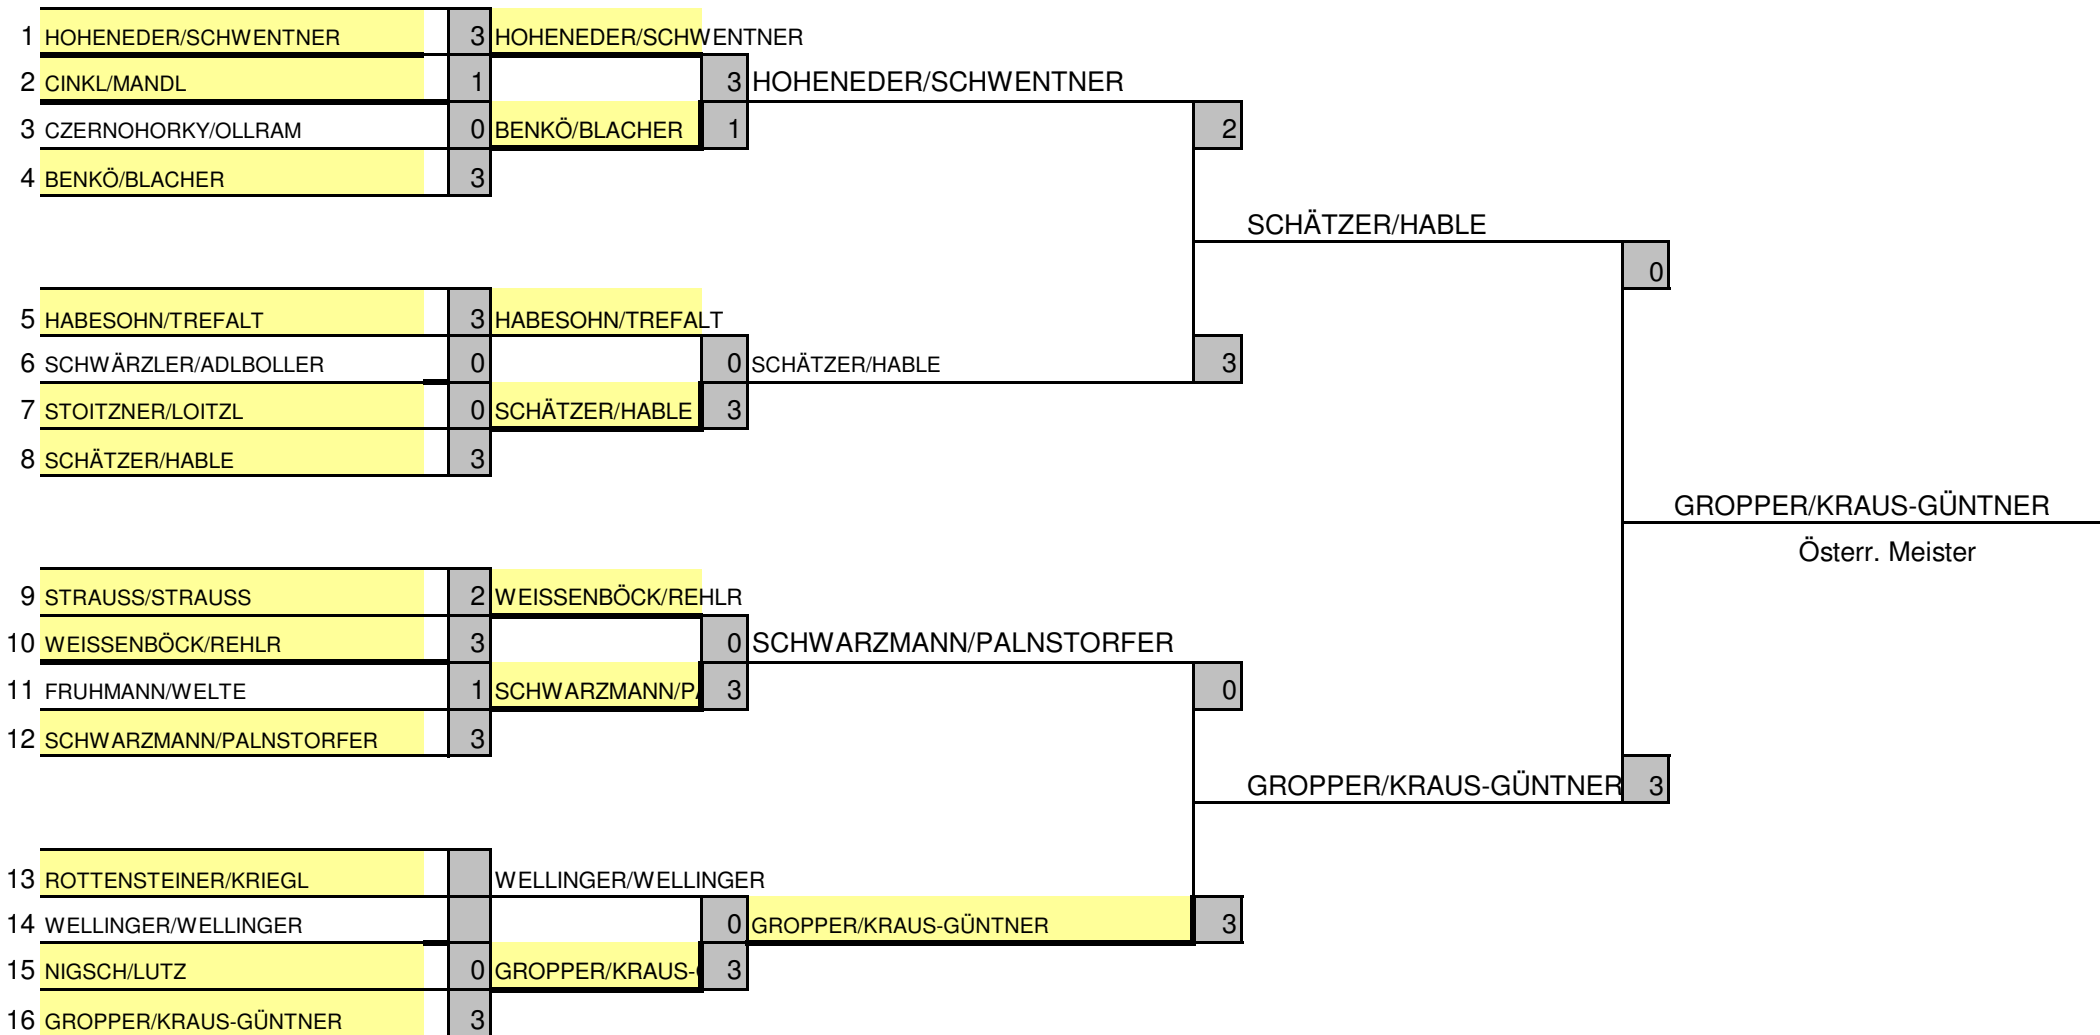 1 HOHENEDER/SCHWENTNER 3 HOHENEDER/SCHWENTNER
2 CINKL/MANDL 1 3 HOHENEDER/SCHWENTNER
3 CZERNOHORKY/OLLRAM 0 BENKÖ/BLACHER 1 2
4 BENKÖ/BLACHER 3
SCHÄTZER/HABLE
0
5 HABESOHN/TREFALT 3 HABESOHN/TREFALT
6 SCHWÄRZLER/ADLBOLLER 0 0 SCHÄTZER/HABLE 3
7 STOITZNER/LOITZL 0 SCHÄTZER/HABLE 3
8 SCHÄTZER/HABLE 3
GROPPER/KRAUS-GÜNTNER
Österr. Meister
9 STRAUSS/STRAUSS 2 WEISSENBÖCK/REHLR
10 WEISSENBÖCK/REHLR 3 0 SCHWARZMANN/PALNSTORFER
11 FRUHMANN/WELTE 1 SCHWARZMANN/PA 3 0
12 SCHWARZMANN/PALNSTORFER 3
GROPPER/KRAUS-GÜNTNER 3
13 ROTTENSTEINER/KRIEGL WELLINGER/WELLINGER
14 WELLINGER/WELLINGER 0 GROPPER/KRAUS-GÜNTNER 3
15 NIGSCH/LUTZ 0 GROPPER/KRAUS- 3
16 GROPPER/KRAUS-GÜNTNER 3